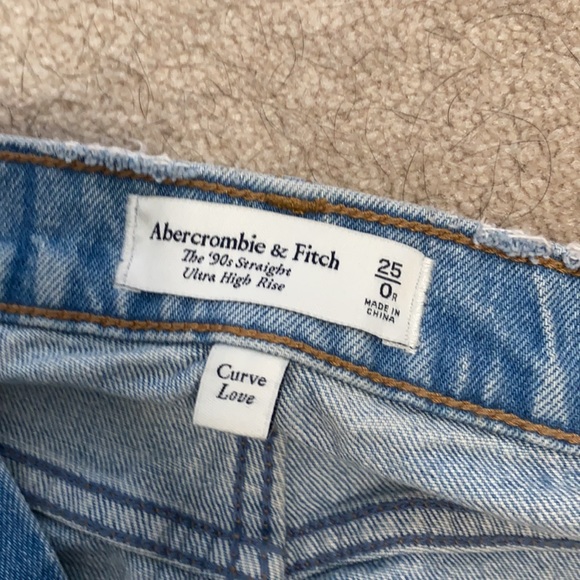 Abercrombie & Fitch
The '90s Straight
Ultra High Rise
25
0R
MADE IN
CHINA
Curve
Love